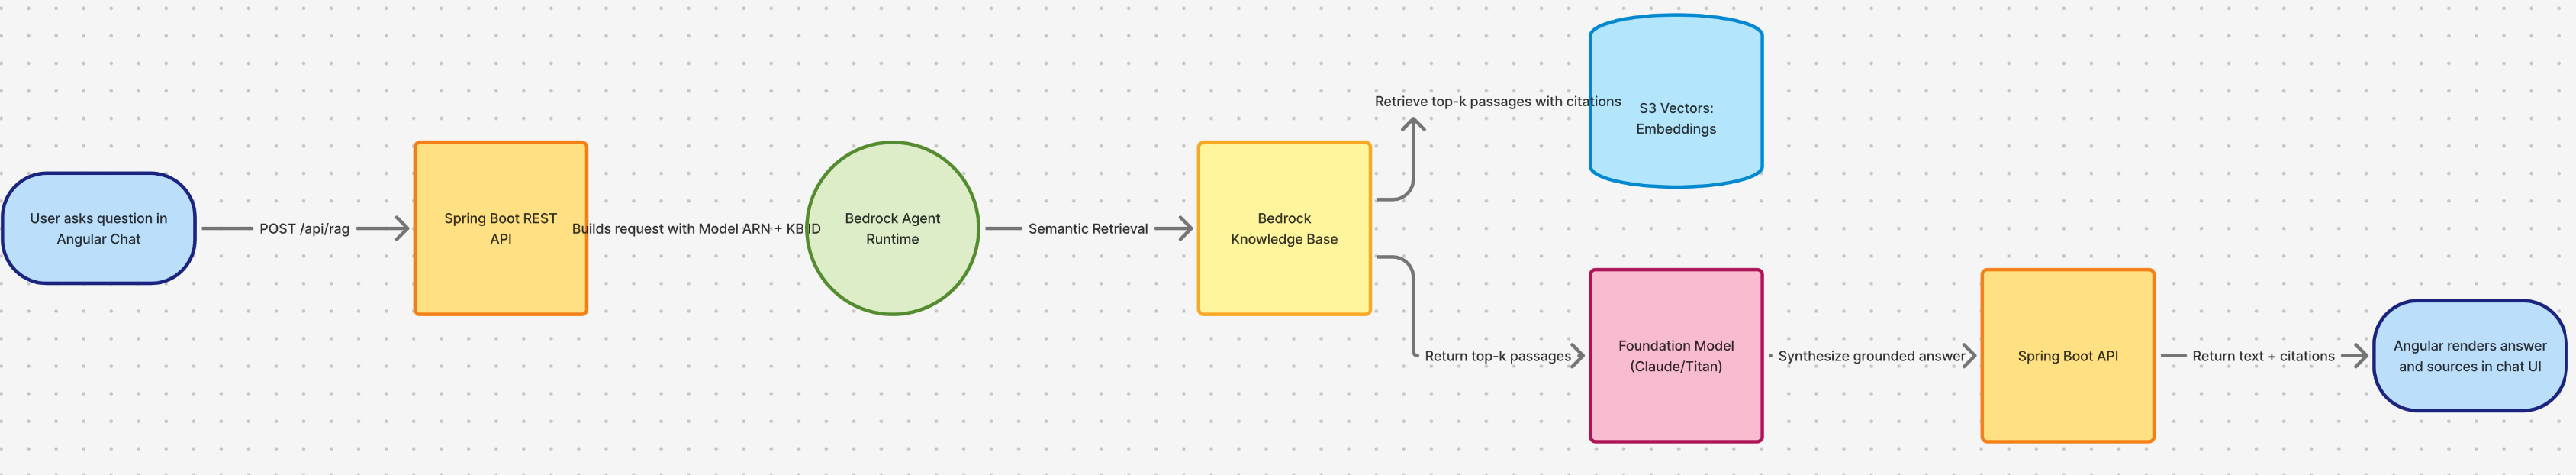 User asks question in
Angular Chat
POST /api/rag
Spring Boot REST
API
Builds request with Model ARN + KB ID
Bedrock Agent
Runtime
Semantic Retrieval
Bedrock
Knowledge Base
Retrieve top-k passages with citations
S3 Vectors:
Embeddings
Return top-k passages
Foundation Model
(Claude/Titan)
Synthesize grounded answer
Spring Boot API
Return text + citations
Angular renders answer
and sources in chat UI